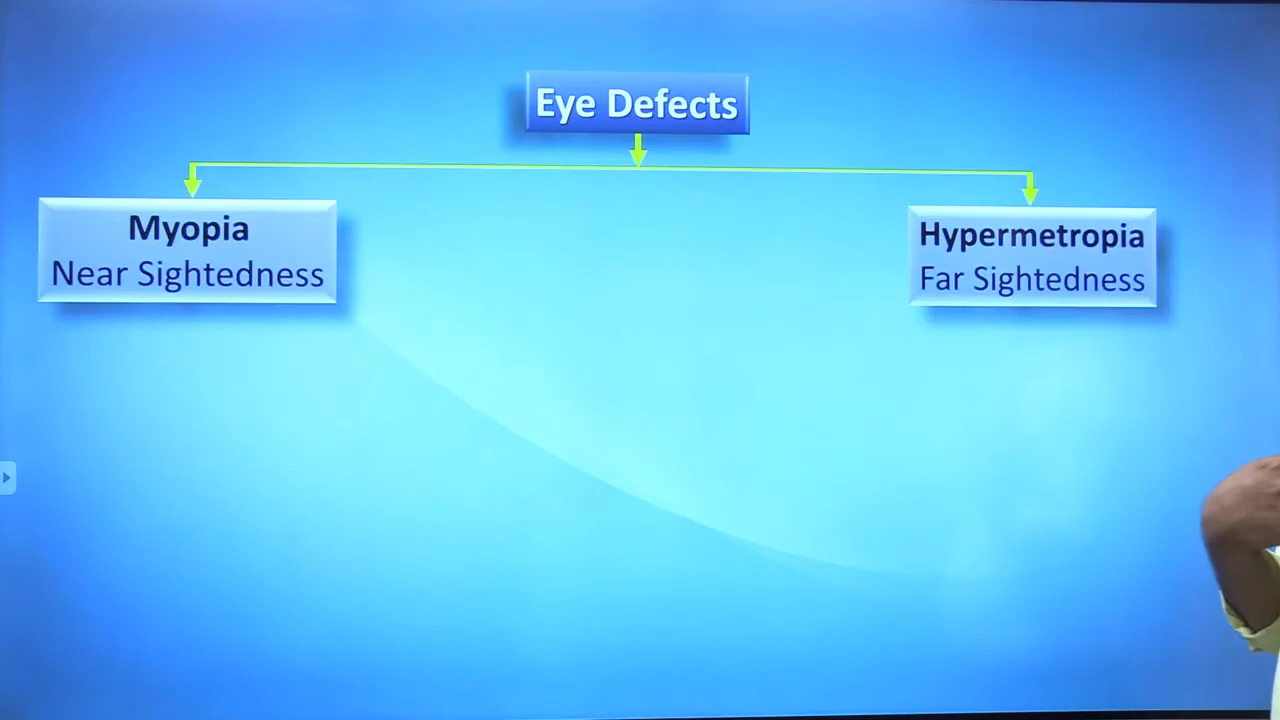 Eye Defects
Myopia
Near Sightedness
Hypermetropia
Far Sightedness